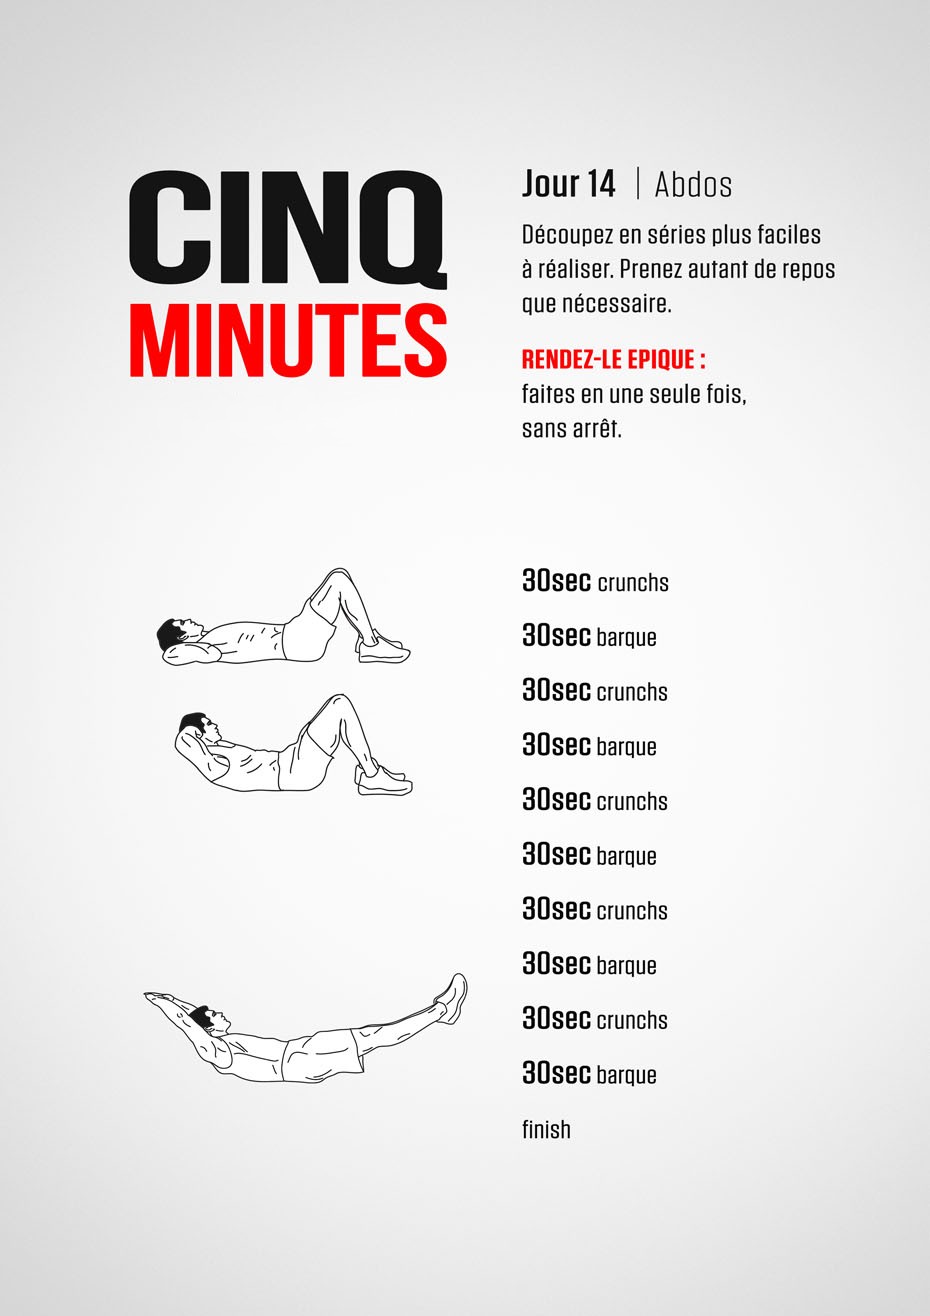 CINQ
MINUTES
Jour 14 | Abdos
Découpez en séries plus faciles
à réaliser. Prenez autant de repos
que nécessaire.
RENDEZ-LE EPIQUE :
faites en une seule fois,
sans arrêt.
30sec crunchs
30sec barque
30sec crunchs
30sec barque
30sec crunchs
30sec barque
30sec crunchs
30sec barque
30sec crunchs
30sec barque
finish